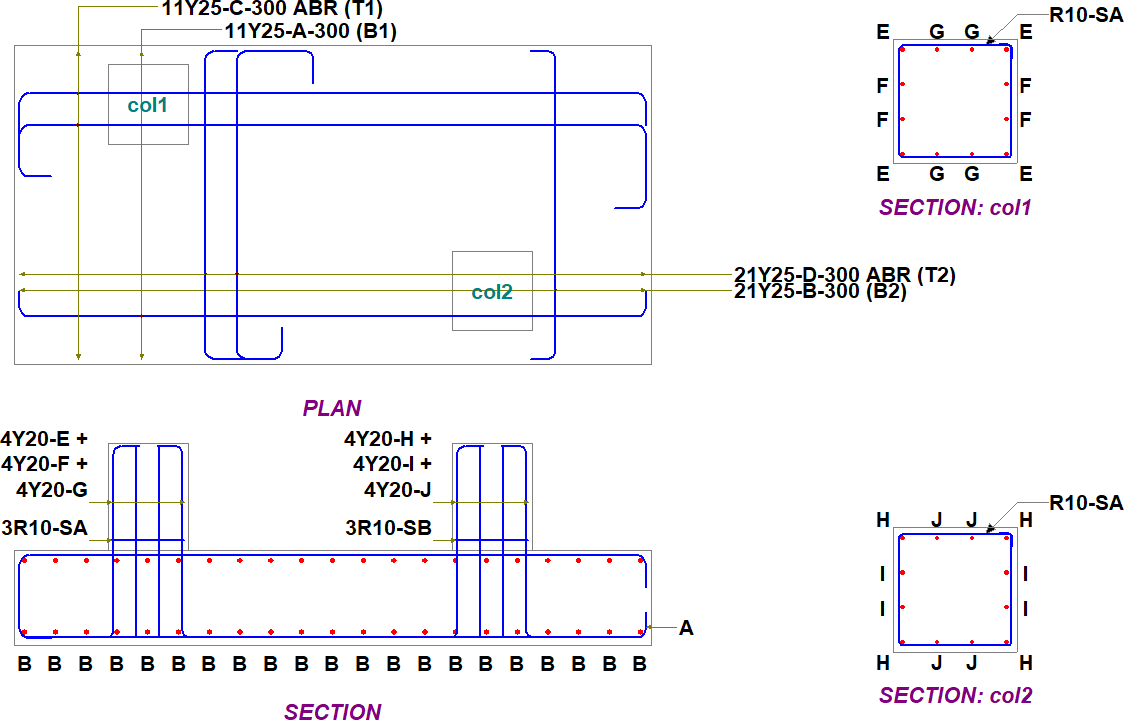 11Y25-C-300 ABR (T1)
11Y25-A-300 (B1)
col1
col2
21Y25-D-300 ABR (T2)
21Y25-B-300 (B2)
PLAN
R10-SA
E G G E
F F
F F
E G G E
SECTION: col1
4Y20-E +
4Y20-F +
4Y20-G
3R10-SA
4Y20-H +
4Y20-I +
4Y20-J
3R10-SB
A
B B B B B B B B B B B B B B B B B B B B B
SECTION
R10-SA
H J J H
I I
I I
H J J H
SECTION: col2